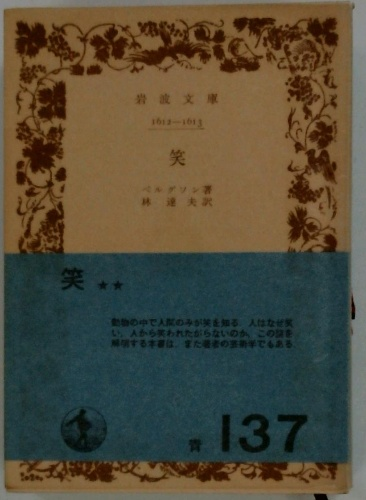 岩波文庫
1612—1613
笑
ベルグソン著
林達夫訳
笑 ★★
動物の中で人間のみが笑を知る．人はなぜ笑
い，人から笑われたがらないのか．この謎を
解明する本書は，また著者の芸術学でもある
青 137